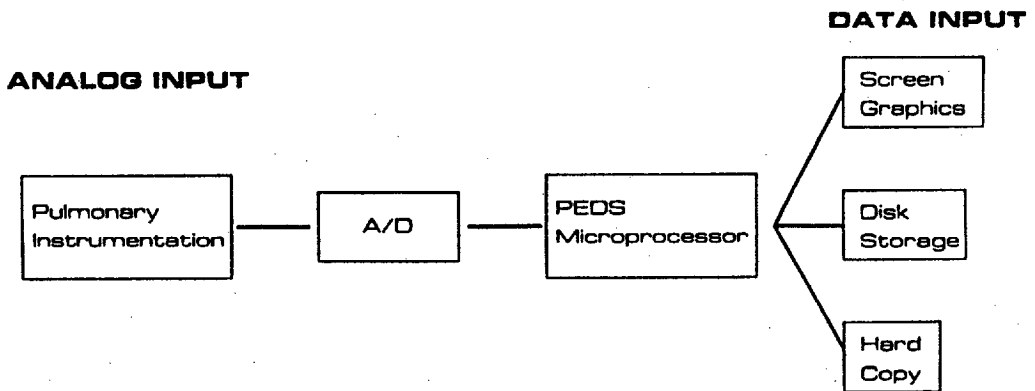 DATA INPUT
ANALOG INPUT
Screen
Graphics
Pulmonary
Instrumentation
A/D
PEDS
Microprocessor
Disk
Storage
Hard
Copy